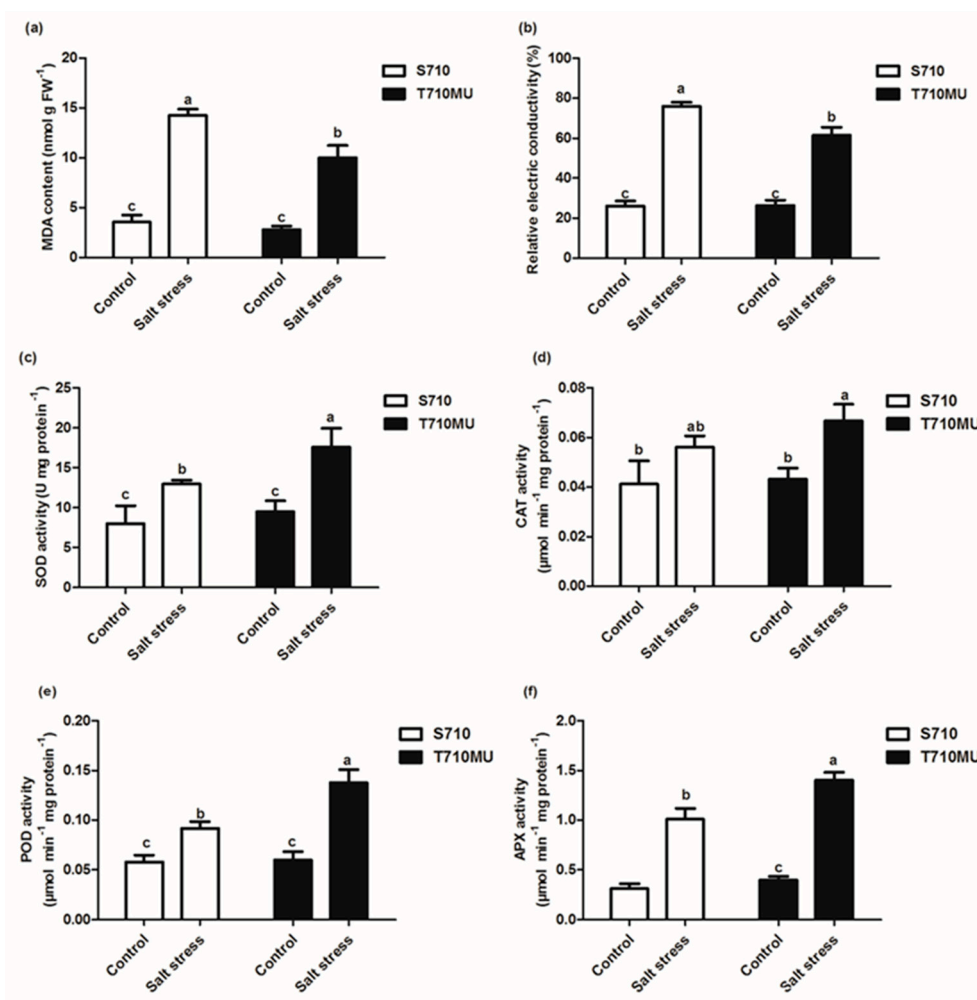 (a)
MDA content (nmol g FW⁻¹)
20
15
10
5
0
c
a
c
b
Control
Salt stress
Control
Salt stress
S710
T710MU
(b)
Relative electric conductivity (%)
100
80
60
40
20
0
c
a
c
b
Control
Salt stress
Control
Salt stress
S710
T710MU
(c)
SOD activity (U mg protein⁻¹)
25
20
15
10
5
0
c
b
c
a
Control
Salt stress
Control
Salt stress
S710
T710MU
(d)
CAT activity
(μmol min⁻¹ mg protein⁻¹)
0.08
0.06
0.04
0.02
0.00
b
ab
b
a
Control
Salt stress
Control
Salt stress
S710
T710MU
(e)
POD activity
(μmol min⁻¹ mg protein⁻¹)
0.20
0.15
0.10
0.05
0.00
c
b
c
a
Control
Salt stress
Control
Salt stress
S710
T710MU
(f)
APX activity
(μmol min⁻¹ mg protein⁻¹)
2.0
1.5
1.0
0.5
0.0
b
c
a
Control
Salt stress
Control
Salt stress
S710
T710MU